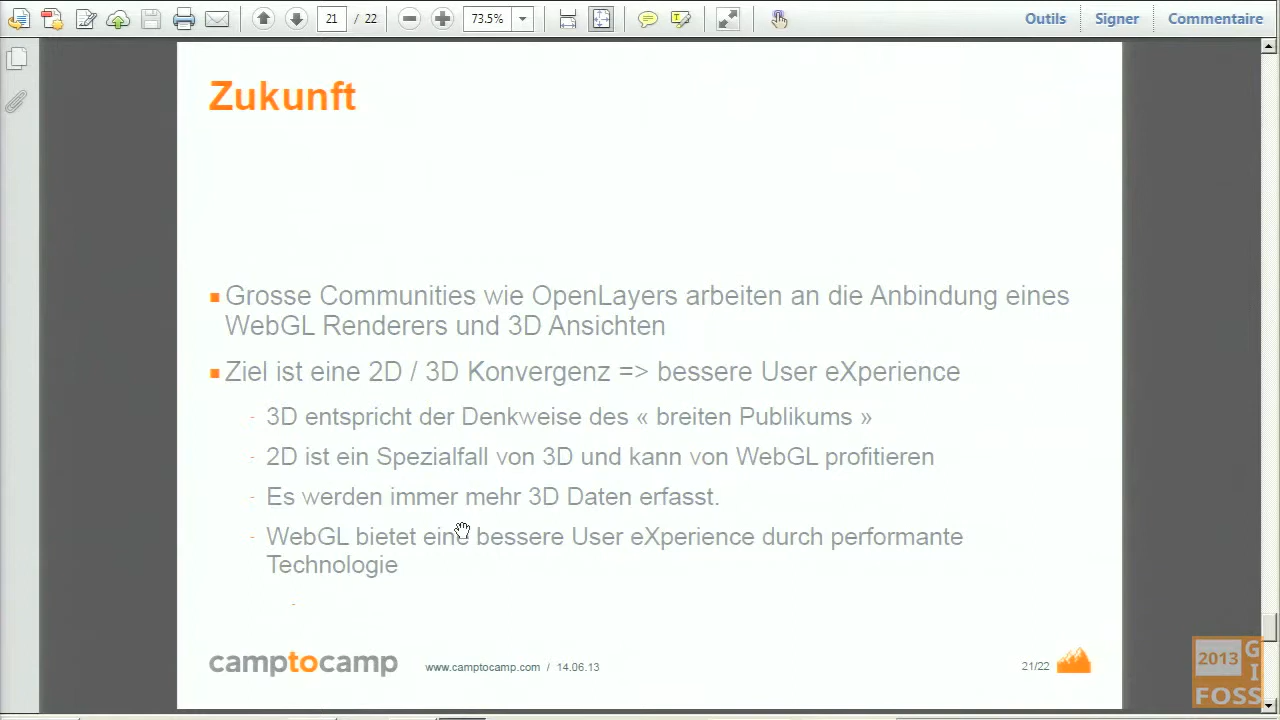 21 / 22
73.5%
Outils
Signer
Commentaire
Zukunft
Grosse Communities wie OpenLayers arbeiten an die Anbindung eines
WebGL Renderers und 3D Ansichten
Ziel ist eine 2D / 3D Konvergenz => bessere User eXperience
- 3D entspricht der Denkweise des « breiten Publikums »
- 2D ist ein Spezialfall von 3D und kann von WebGL profitieren
- Es werden immer mehr 3D Daten erfasst.
- WebGL bietet eine bessere User eXperience durch performante
Technologie
-
camptocamp
www.camptocamp.com / 14.06.13
21/22
2013
GI
FOSS